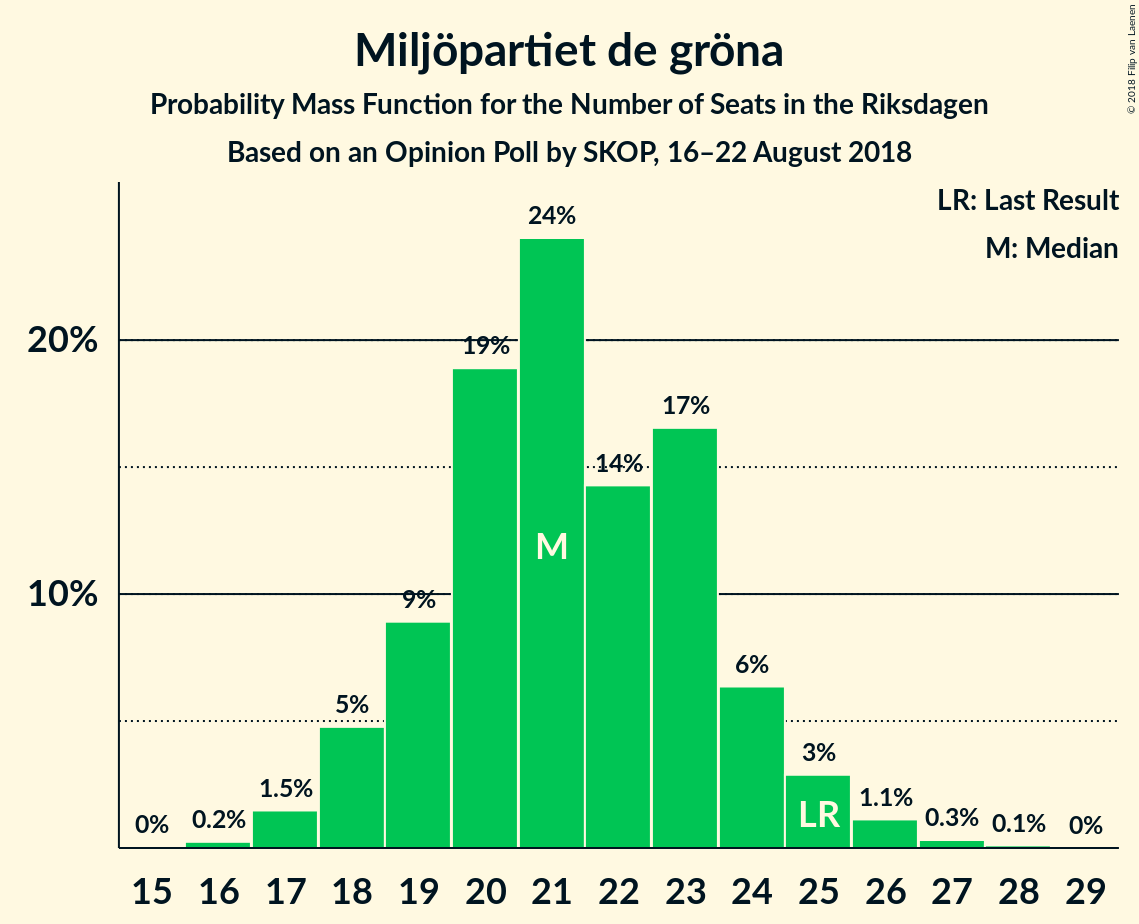 Miljöpartiet de gröna
Probability Mass Function for the Number of Seats in the Riksdagen
Based on an Opinion Poll by SKOP, 16–22 August 2018
© 2018 Filip van Laenen
LR: Last Result
M: Median
20%
10%
0%
0.2%
1.5%
5%
9%
19%
24%
14%
17%
6%
3%
1.1%
0.3%
0.1%
0%
M
LR
15 16 17 18 19 20 21 22 23 24 25 26 27 28 29